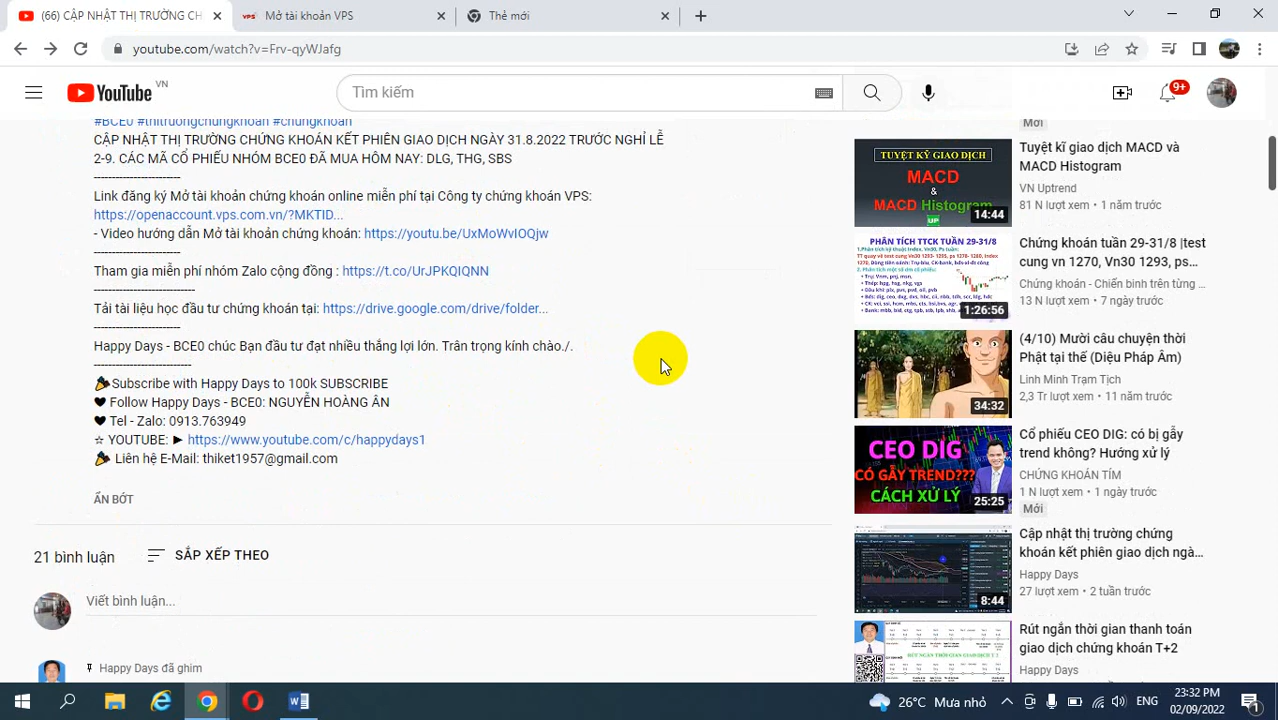 (66) CẬP NHẬT THỊ TRƯỜNG CH
VPS Mở tài khoản VPS
Thẻ mới
youtube.com/watch?v=Frv-qyWJafg
YouTube VN
Tìm kiếm
9+
#BCE0 #thitruongchungkhoan #chungkhoan
CẬP NHẬT THỊ TRƯỜNG CHỨNG KHOÁN KẾT PHIÊN GIAO DỊCH NGÀY 31.8.2022 TRƯỚC NGHỈ LỄ
2-9. CÁC MÃ CỔ PHIẾU NHÓM BCE0 ĐÃ MUA HÔM NAY: DLG, THG, SBS
-----------------------
Link đăng ký Mở tài khoản chứng khoán online miễn phí tại Công ty chứng khoán VPS:
https://openaccount.vps.com.vn/?MKTID...
- Video hướng dẫn Mở tài khoản chứng khoán: https://youtu.be/UxMoWvIOQjw
-----------------------
Tham gia miễn phí nhóm Zalo cộng đồng : https://t.co/UrJPKQIQNN
---------------------------
Tải tài liệu học đầu tư chứng khoán tại: https://drive.google.com/drive/folder...
-----------------------
Happy Days - BCE0 chúc Bạn đầu tư đạt nhiều thắng lợi lớn. Trân trọng kính chào./.
--------------------------
Subscribe with Happy Days to 100k SUBSCRIBE
Follow Happy Days - BCE0: NGUYỄN HOÀNG ÂN
Tel - Zalo: 0913.763949
YOUTUBE: https://www.youtube.com/c/happydays1
Liên hệ Email:
ẨN BỚT
21 bình luận
SẮP XẾP THEO
Viết bình luận...
Happy Days đã ghim
Mới
MACD
&
MACD Histogram
UP
14:44
Tuyệt kĩ giao dịch MACD và
MACD Histogram
VN Uptrend
81 N lượt xem • 1 năm trước
PHÂN TÍCH TTCK TUẦN 29-31/8
1:26:56
Chứng khoán tuần 29-31/8 |test
cung vn 1270, Vn30 1293, ps...
Chứng khoán - Chiến binh trên từng ...
13 N lượt xem • 7 ngày trước
34:32
(4/10) Mười câu chuyện thời
Phật tại thế (Diệu Pháp Âm)
Linh Minh Trạm Tịch
2,3 Tr lượt xem • 11 năm trước
CEO DIG
CÓ GÃY TREND???
CÁCH XỬ LÝ
25:25
Cổ phiếu CEO DIG: có bị gãy
trend không? Hướng xử lý
CHỨNG KHOÁN TÍM
1 N lượt xem • 1 ngày trước
Mới
8:44
Cập nhật thị trường chứng
khoán kết phiên giao dịch ngà...
Happy Days
27 lượt xem • 2 tuần trước
RÚT NGẮN THỜI GIAN GIAO DỊCH T/2
Rút ngắn thời gian thanh toán
giao dịch chứng khoán T+2
Happy Days
26°C Mưa nhỏ
ENG
23:32 PM
02/09/2022
1